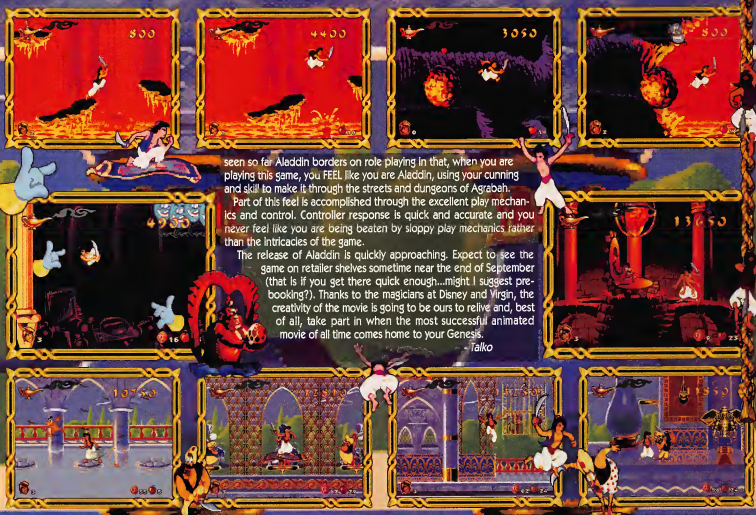 800
4400
3050
800
seen so far Aladdin borders on role playing in that, when you are
playing this game, you FEEL like you are Aladdin, using your cunning
and skill to make it through the streets and dungeons of Agrabah.
Part of this feel is accomplished through the excellent play mechan-
ics and control. Controller response is quick and accurate and you
never feel like you are being beaten by sloppy play mechanics rather
than the intricacies of the game.
The release of Aladdin is quickly approaching. Expect to see the
game on retailer shelves sometime near the end of September
(that is if you get there quick enough...might I suggest pre-
booking?). Thanks to the magicians at Disney and Virgin, the
creativity of the movie is going to be ours to relive and, best
of all, take part in when the most successful animated
movie of all time comes home to your Genesis.
- Talko
3
16
3
9
23